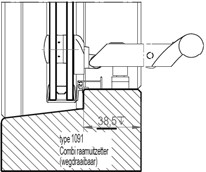 38.5
type 1091
Combi raamuitzetter
(wegdraaibaar)